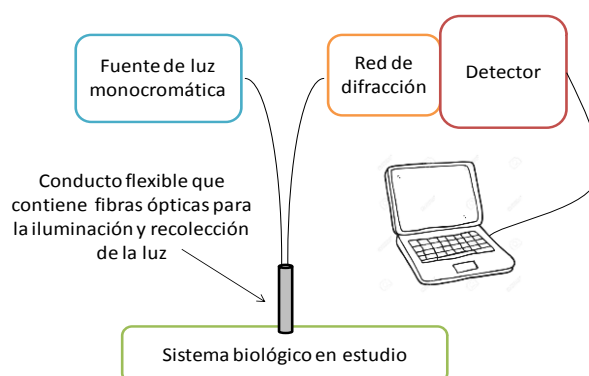 Fuente de luz
monocromática
Red de
difracción
Detector
Conducto flexible que
contiene fibras ópticas para
la iluminación y recolección
de la luz
Sistema biológico en estudio